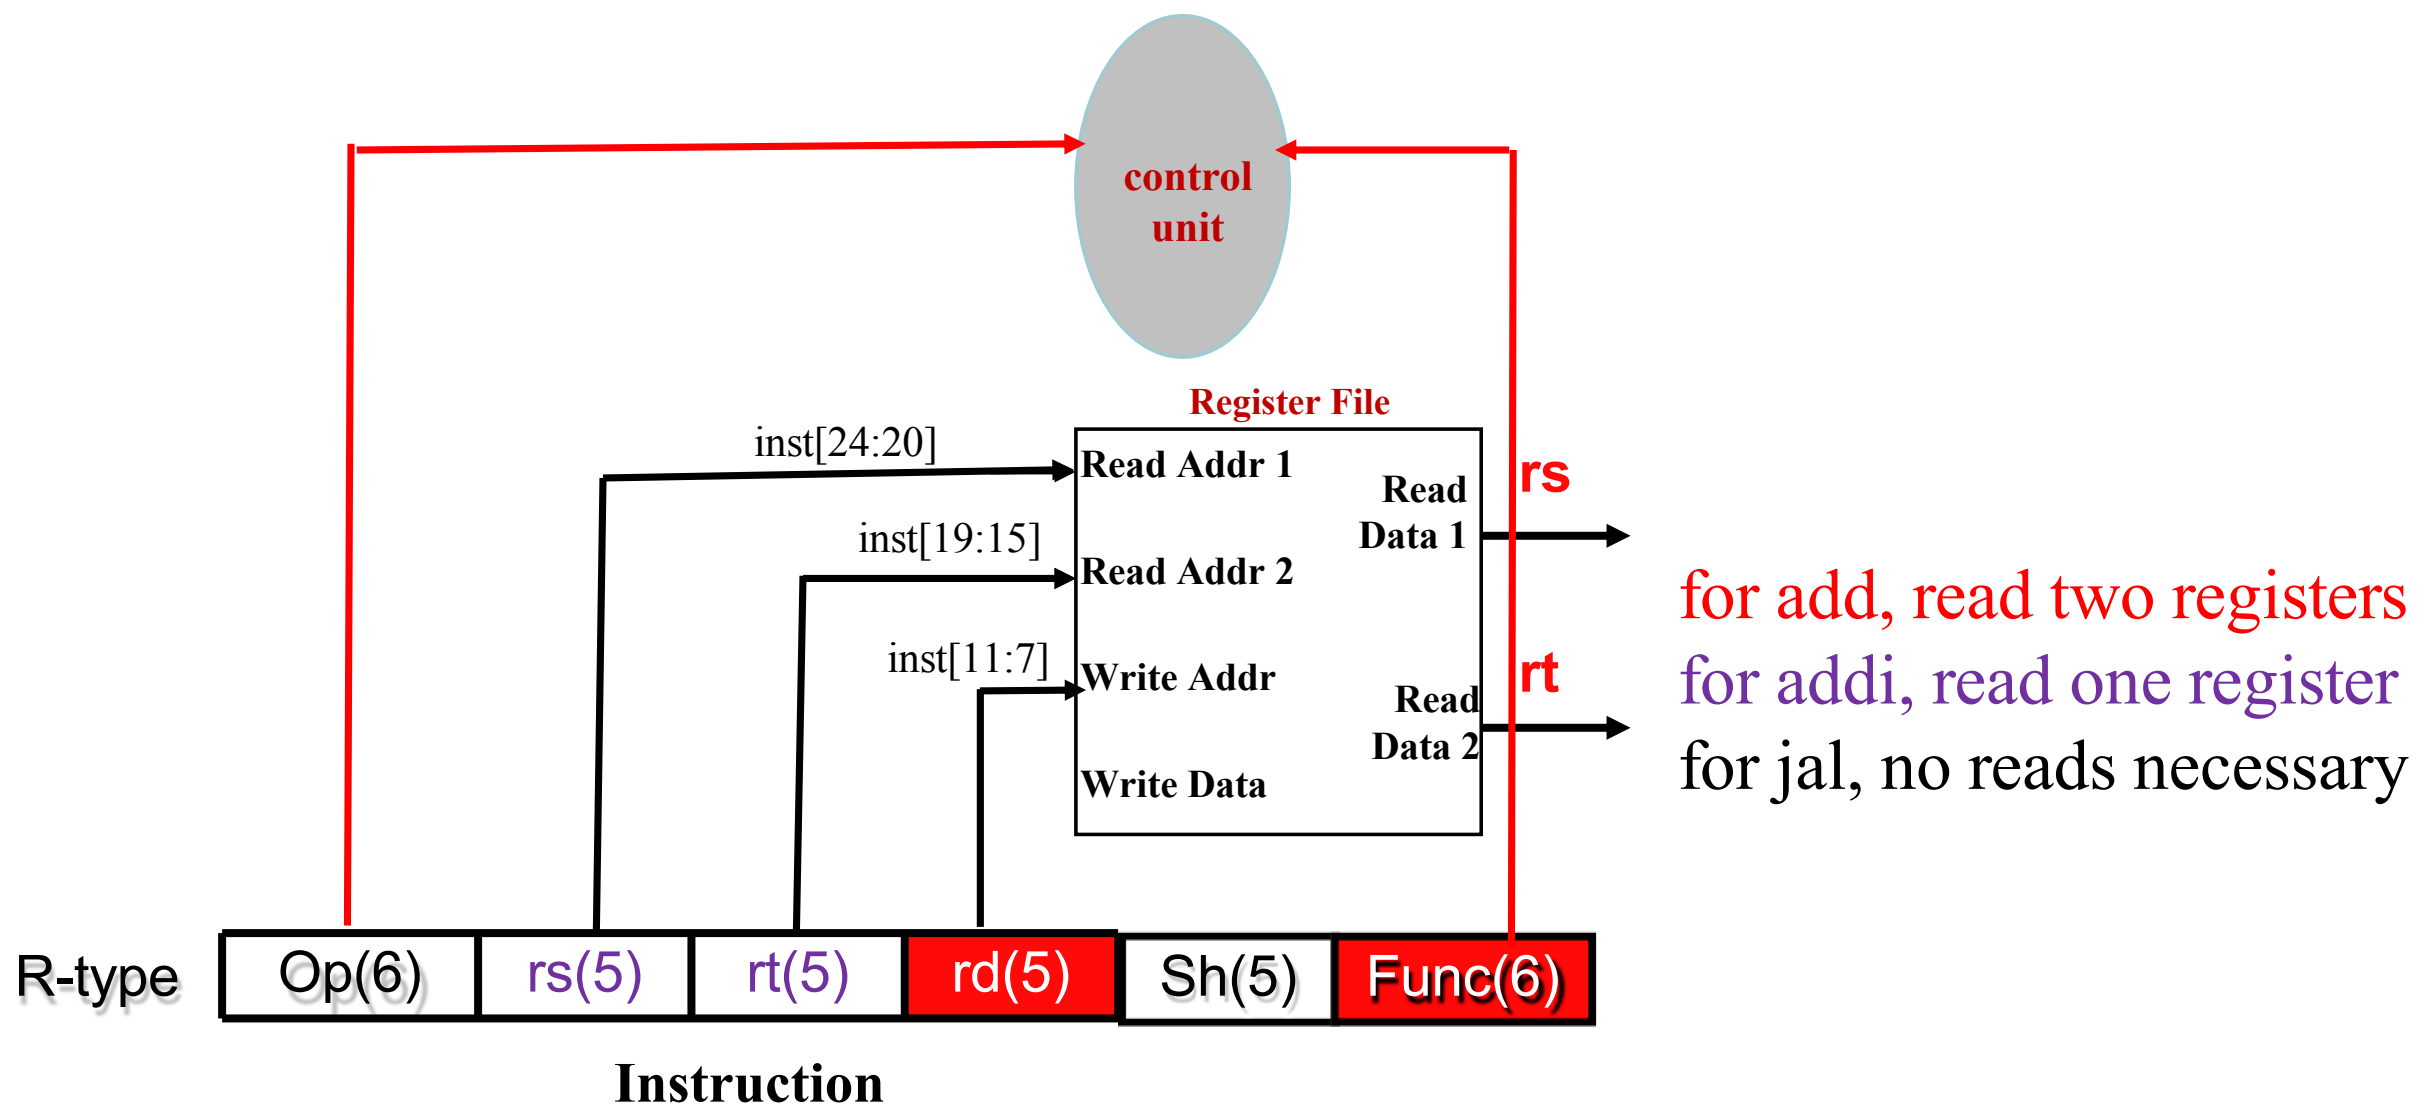 control
unit
Register File
inst[24:20]
Read Addr 1
rs
Read
Data 1
inst[19:15]
Read Addr 2
for add, read two registers
inst[11:7]
Write Addr
rt
for addi, read one register
Read
Data 2
for jal, no reads necessary
Write Data
R-type
Op(6)
rs(5)
rt(5)
rd(5)
Sh(5)
Func(6)
Instruction